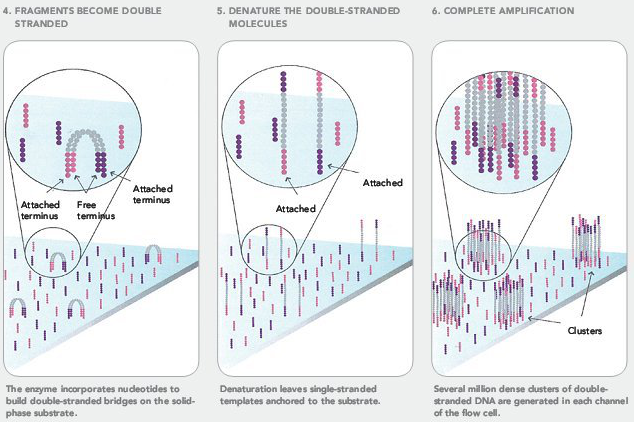 4. FRAGMENTS BECOME DOUBLE
STRANDED
5. DENATURE THE DOUBLE-STRANDED
MOLECULES
6. COMPLETE AMPLIFICATION
Attached
terminus
Free
terminus
Attached
terminus
Attached
Attached
Clusters
The enzyme incorporates nucleotides to
build double-stranded bridges on the solid-
phase substrate.
Denaturation leaves single-stranded
templates anchored to the substrate.
Several million dense clusters of double-
stranded DNA are generated in each channel
of the flow cell.